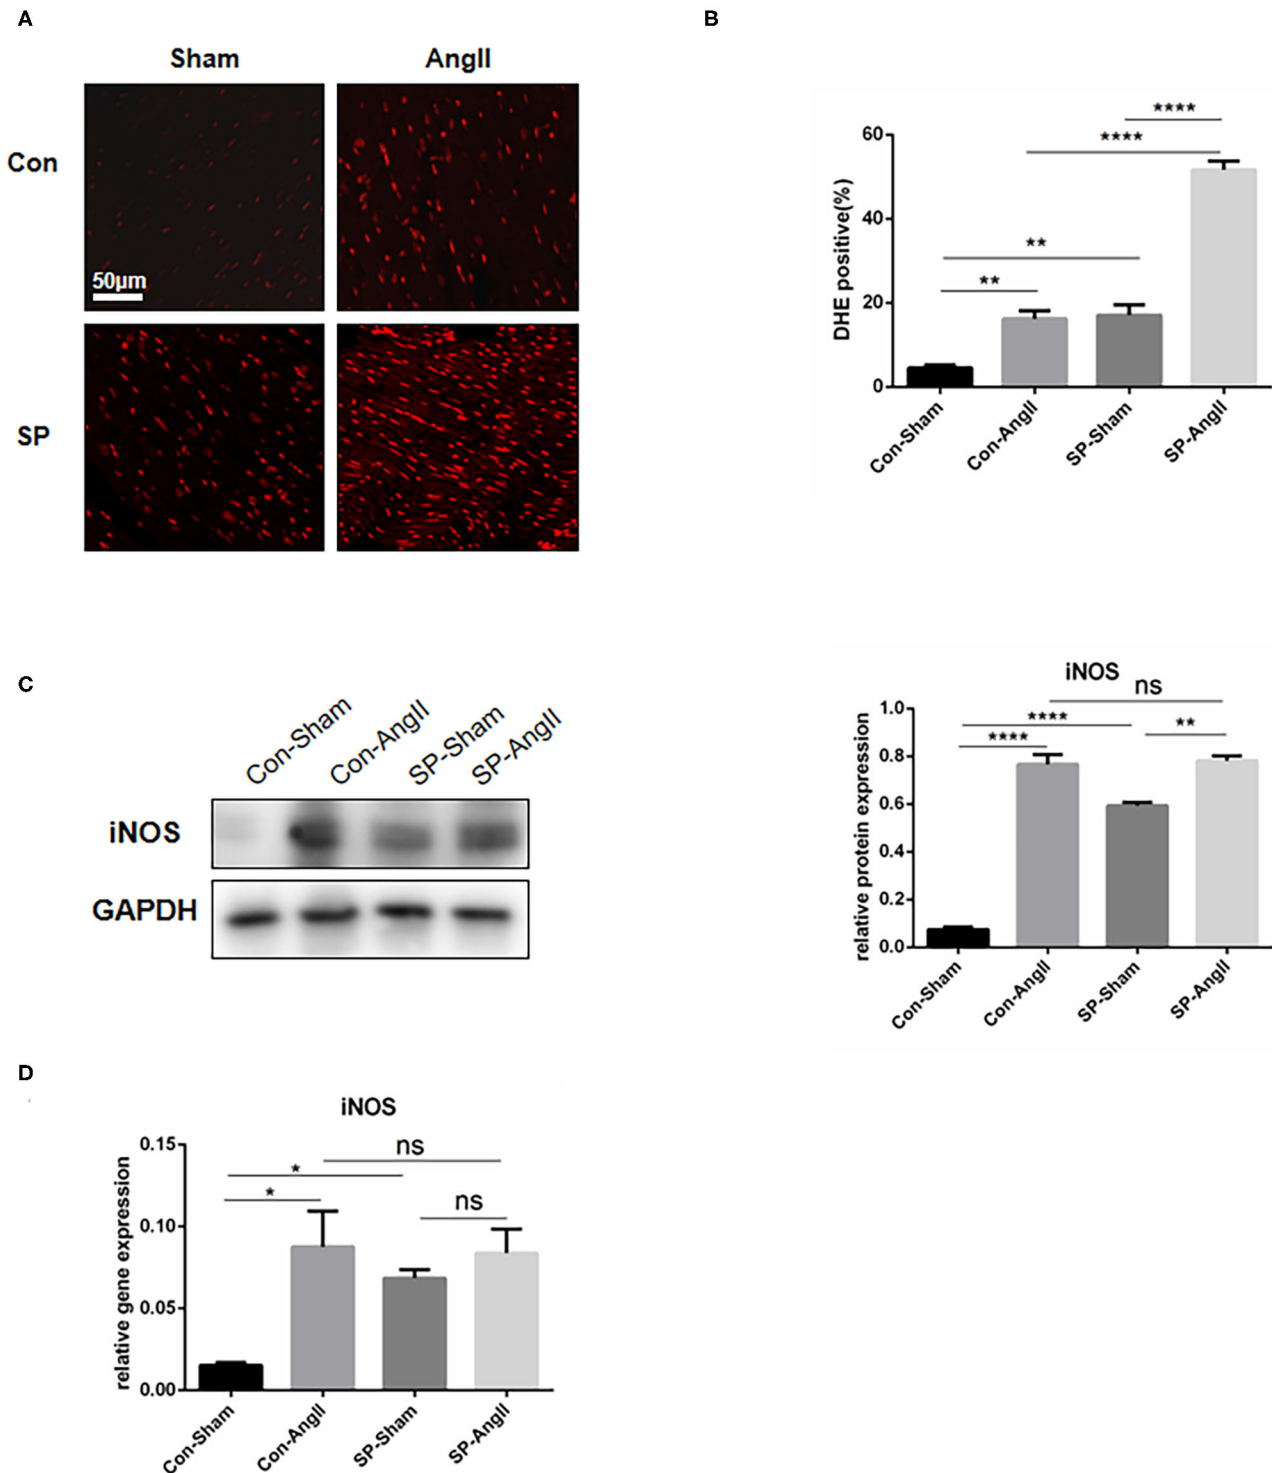 A
B
Sham
AngII
Con
50µm
SP
****
****
**
**
DHE positive(%)
60
40
20
0
Con-Sham
Con-AngII
SP-Sham
SP-AngII
C
Con-Sham
Con-AngII
SP-Sham
SP-AngII
iNOS
GAPDH
iNOS
ns
****
**
****
relative protein expression
1.0
0.8
0.6
0.4
0.2
0.0
Con-Sham
Con-AngII
SP-Sham
SP-AngII
D
iNOS
ns
*
*
ns
relative gene expression
0.15
0.10
0.05
0.00
Con-Sham
Con-AngII
SP-Sham
SP-AngII